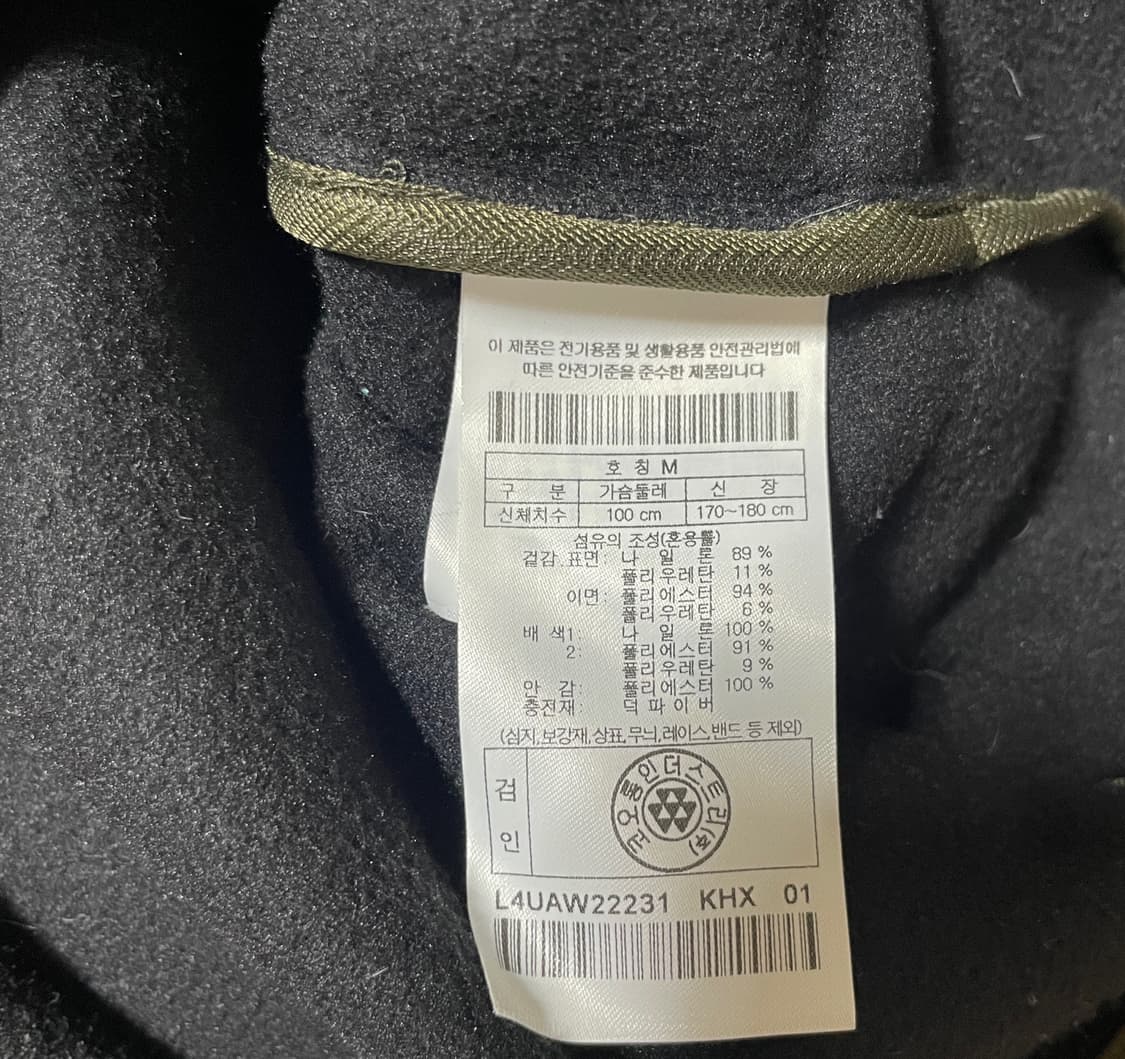 이 제품은 전기용품 및 생활용품 안전관리법에
따른 안전기준을 준수한 제품입니다
호 칭 M
구 분 가슴둘레 신 장
신체치수 100 cm 170~180 cm
섬유의 조성(혼용률)
겉감.표면: 나 일 론 89 %
폴리우레탄 11 %
이면: 폴리에스터 94 %
폴리우레탄 6 %
배 색1: 나 일 론 100 %
2: 폴리에스터 91 %
폴리우레탄 9 %
안 감: 폴리에스터 100 %
충전재: 덕 파 이 버
(심지,보강재,상표,무늬,레이스,밴드 등 제외)
검인
코오롱인더스트리(주)
L4UAW22231 KHX 01